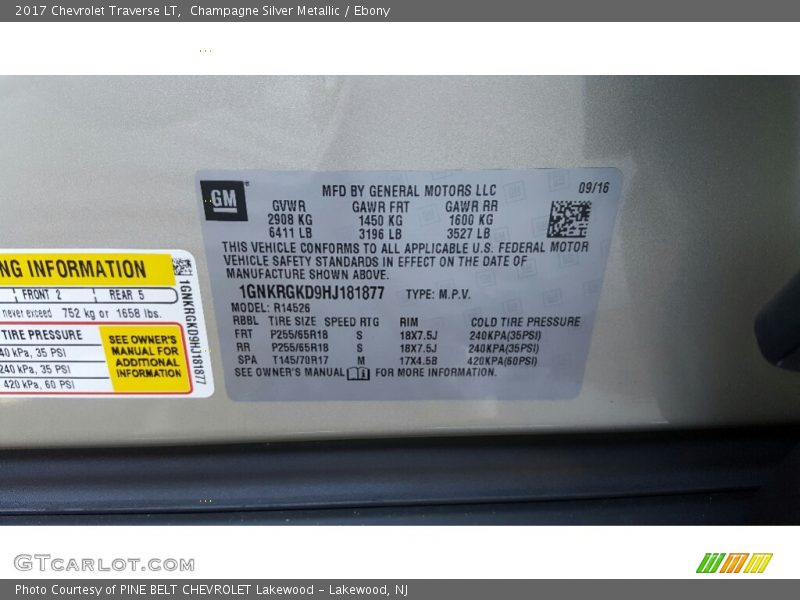 2017 Chevrolet Traverse LT, Champagne Silver Metallic / Ebony
GM
MFD BY GENERAL MOTORS LLC 09/16
GVWR GAWR FRT GAWR RR
2908 KG 1450 KG 1600 KG
6411 LB 3196 LB 3527 LB
THIS VEHICLE CONFORMS TO ALL APPLICABLE U.S. FEDERAL MOTOR
VEHICLE SAFETY STANDARDS IN EFFECT ON THE DATE OF
MANUFACTURE SHOWN ABOVE.
1GNKRGKD9HJ181877 TYPE: M.P.V.
MODEL: R14526
RBBL TIRE SIZE SPEED RTG RIM COLD TIRE PRESSURE
FRT P255/65R18 S 18X7.5J 240KPA(35PSI)
RR P255/65R18 S 18X7.5J 240KPA(35PSI)
SPA T145/70R17 M 17X4.5B 420KPA(60PSI)
SEE OWNER'S MANUAL FOR MORE INFORMATION.
NG INFORMATION
FRONT 2 REAR 5
never exceed 752 kg or 1658 lbs.
TIRE PRESSURE
40 kPa, 35 PSI
240 kPa, 35 PSI
420 kPa, 60 PSI
SEE OWNER'S
MANUAL FOR
ADDITIONAL
INFORMATION
1GNKRGKD9HJ181877
GTCARLOT.COM
Photo Courtesy of PINE BELT CHEVROLET Lakewood - Lakewood, NJ